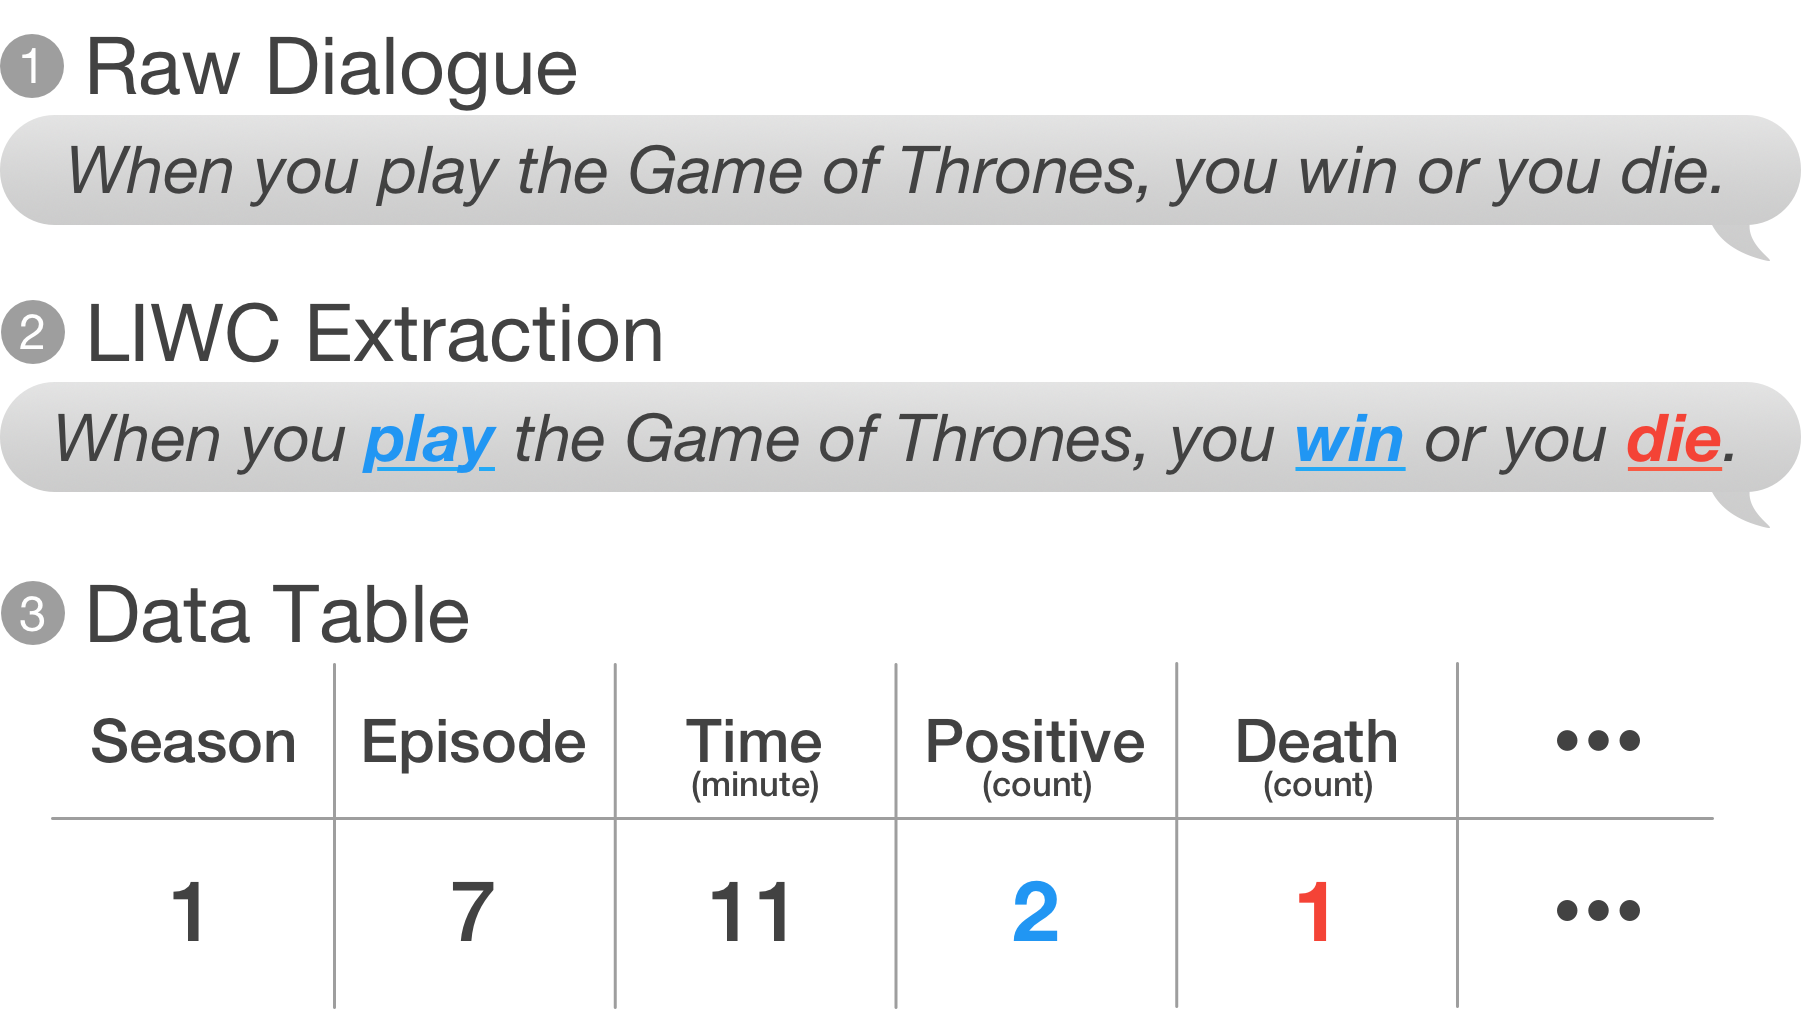 1 Raw Dialogue
When you play the Game of Thrones, you win or you die.
2 LIWC Extraction
When you play the Game of Thrones, you win or you die.
3 Data Table
Season Episode Time Positive Death •••
(minute) (count) (count)
1 7 11 2 1 •••